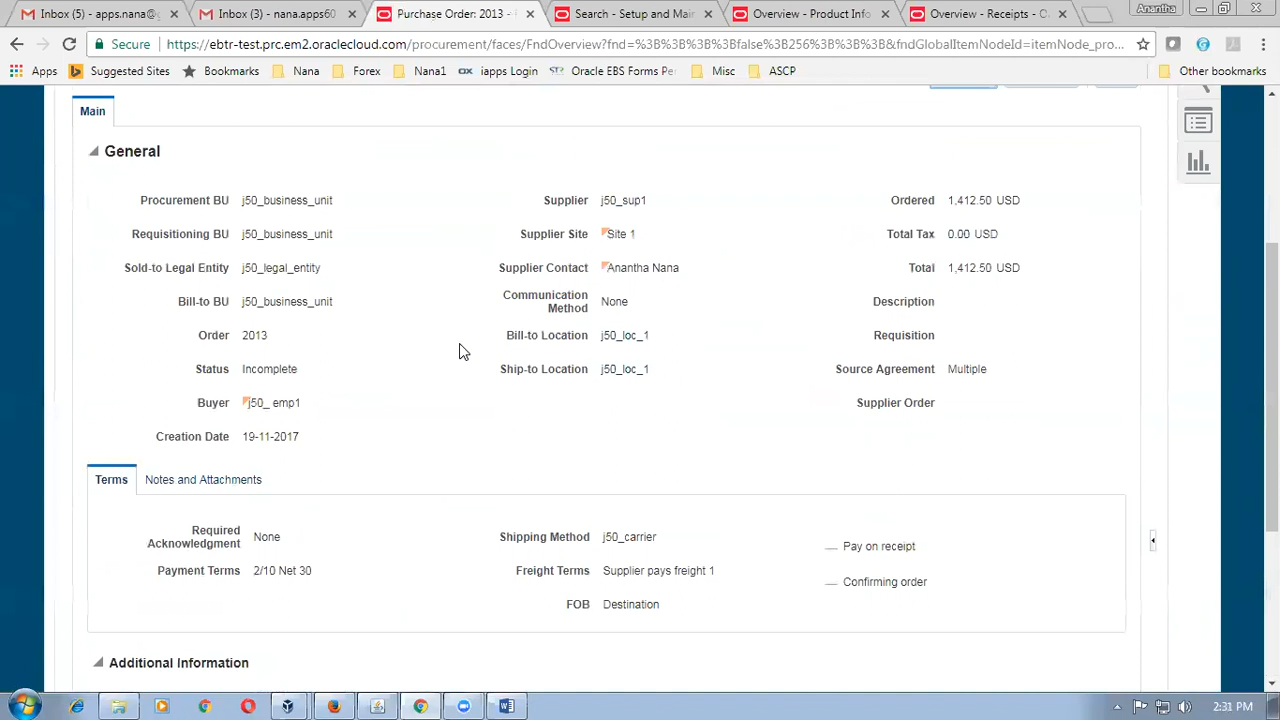 Inbox (3) - appsnana@g
Inbox (3) - nana.apps60
Purchase Order: 2013 -
Search - Setup and Main
Overview - Product Info
Overview - Receipts - C
Anantha
Secure https://ebtr-test.prc.em2.oraclecloud.com/procurement/faces/FndOverview?fnd=%3B%3B%3B%3Bfalse%3B256%3B%3B%3B&fndGlobalItemNodeId=itemNode_pro...
Apps Suggested Sites Bookmarks Nana Forex Nana1 iapps-Login Oracle EBS Forms Per Misc ASCP Other bookmarks
Main
General
Procurement BU j50_business_unit
Requisitioning BU j50_business_unit
Sold-to Legal Entity j50_legal_entity
Bill-to BU j50_business_unit
Order 2013
Status Incomplete
Buyer j50_ emp1
Creation Date 19-11-2017
Supplier j50_sup1
Supplier Site Site 1
Supplier Contact Anantha Nana
Communication
Method None
Bill-to Location j50_loc_1
Ship-to Location j50_loc_1
Ordered 1,412.50 USD
Total Tax 0.00 USD
Total 1,412.50 USD
Description
Requisition
Source Agreement Multiple
Supplier Order
Terms Notes and Attachments
Required
Acknowledgment None
Payment Terms 2/10 Net 30
Shipping Method j50_carrier
Freight Terms Supplier pays freight 1
FOB Destination
Pay on receipt
Confirming order
Additional Information
2:31 PM